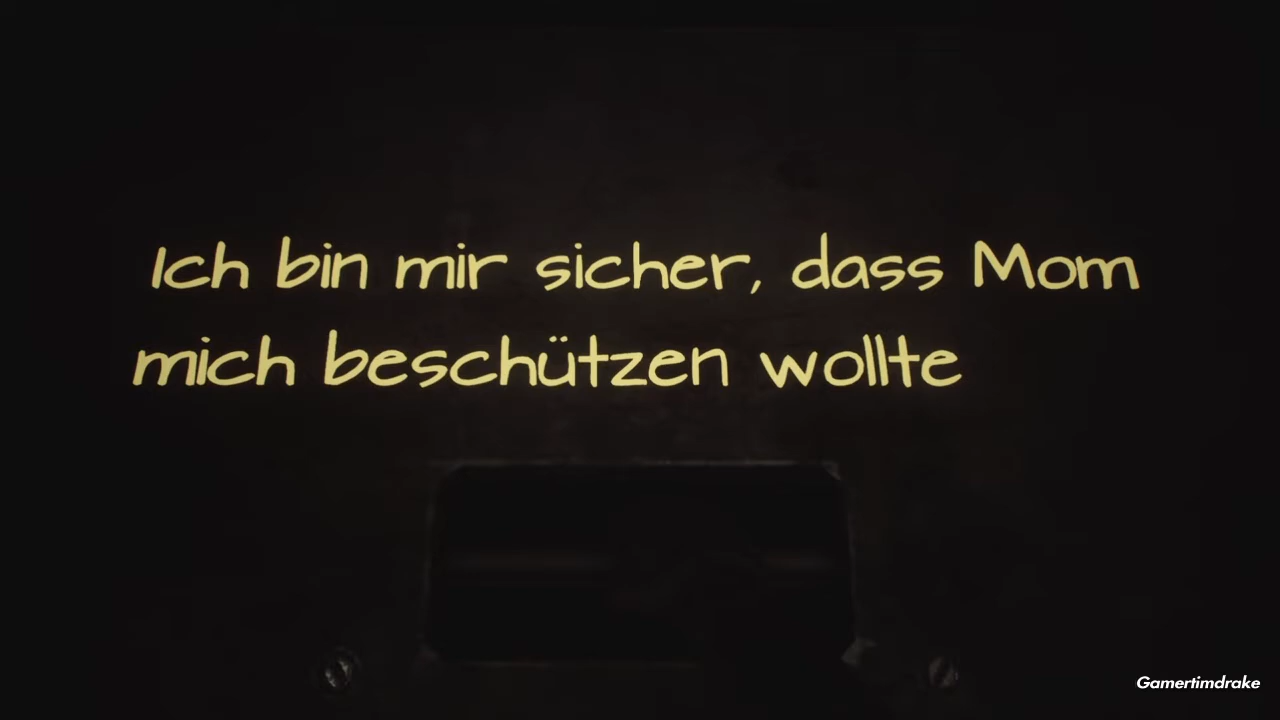 Ich bin mir sicher, dass Mom
mich beschützen wollte
Gamertimdrake